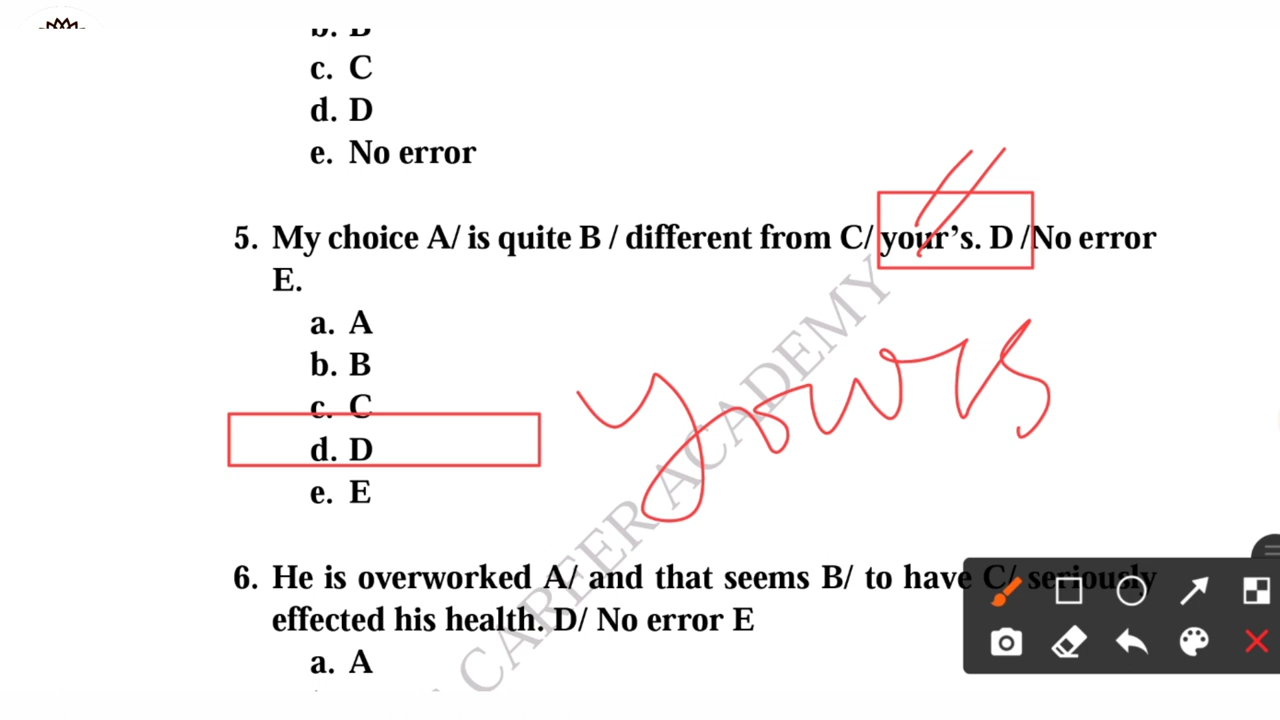 c. C
d. D
e. No error
5. My choice A/ is quite B / different from C/ your's. D /No error
E.
a. A
b. B
c. C
d. D
e. E
yours
6. He is overworked A/ and that seems B/ to have C/ seriously
effected his health. D/ No error E
a. A
CAREER ACADEMY